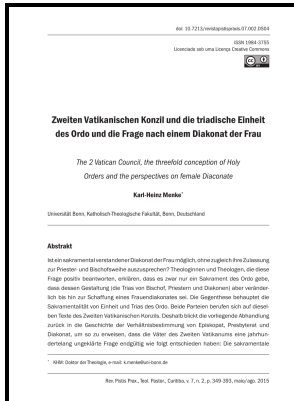 doi: 10.7213/revistapistispraxis.07.002.DS04
ISSN 1984-3755
Licenciado sob uma Licença Creative Commons
Zweiten Vatikanischen Konzil und die triadische Einheit
des Ordo und die Frage nach einem Diakonat der Frau
The 2 Vatican Council, the threefold conception of Holy
Orders and the perspectives on female Diaconate
Karl-Heinz Menke*
Universität Bonn, Katholisch-Theologische Fakultät, Bonn, Deutschland
Abstrakt
Ist ein sakramental verstandener Diakonat der Frau möglich, ohne zugleich ihre Zulassung
zur Priester- und Bischofsweihe auszusprechen? Theologinnen und Theologen, die diese
Frage positiv beantworten, erklären, dass es zwar nur ein Sakrament des Ordo gebe,
dass dessen Gestaltung (die Trias von Bischof, Priestern und Diakonen) aber veränder-
lich bis hin zur Schaffung eines Frauendiakonates sei. Die Gegenthese behauptet die
Sakramentalität von Einheit und Trias des Ordo. Beide Parteien berufen sich auf diesel-
ben Texte des Zweiten Vatikanischen Konzils. Deshalb blickt die vorliegende Abhandlung
zurück in die Geschichte der Verhältnisbestimmung von Episkopat, Presbyterat und
Diakonat, um so zu erweisen, dass die Väter des Zweiten Vatikanums eine jahrhun-
dertelang ungeklärte Frage endgültig wie folgt entschieden haben: Die sakramentale
* KHM: Doktor der Theologie, e-mail: k.menke@uni-bonn.de
Rev. Pistis Prax., Teol. Pastor., Curitiba, v. 7, n. 2, p. 349-393, maio/ago. 2015